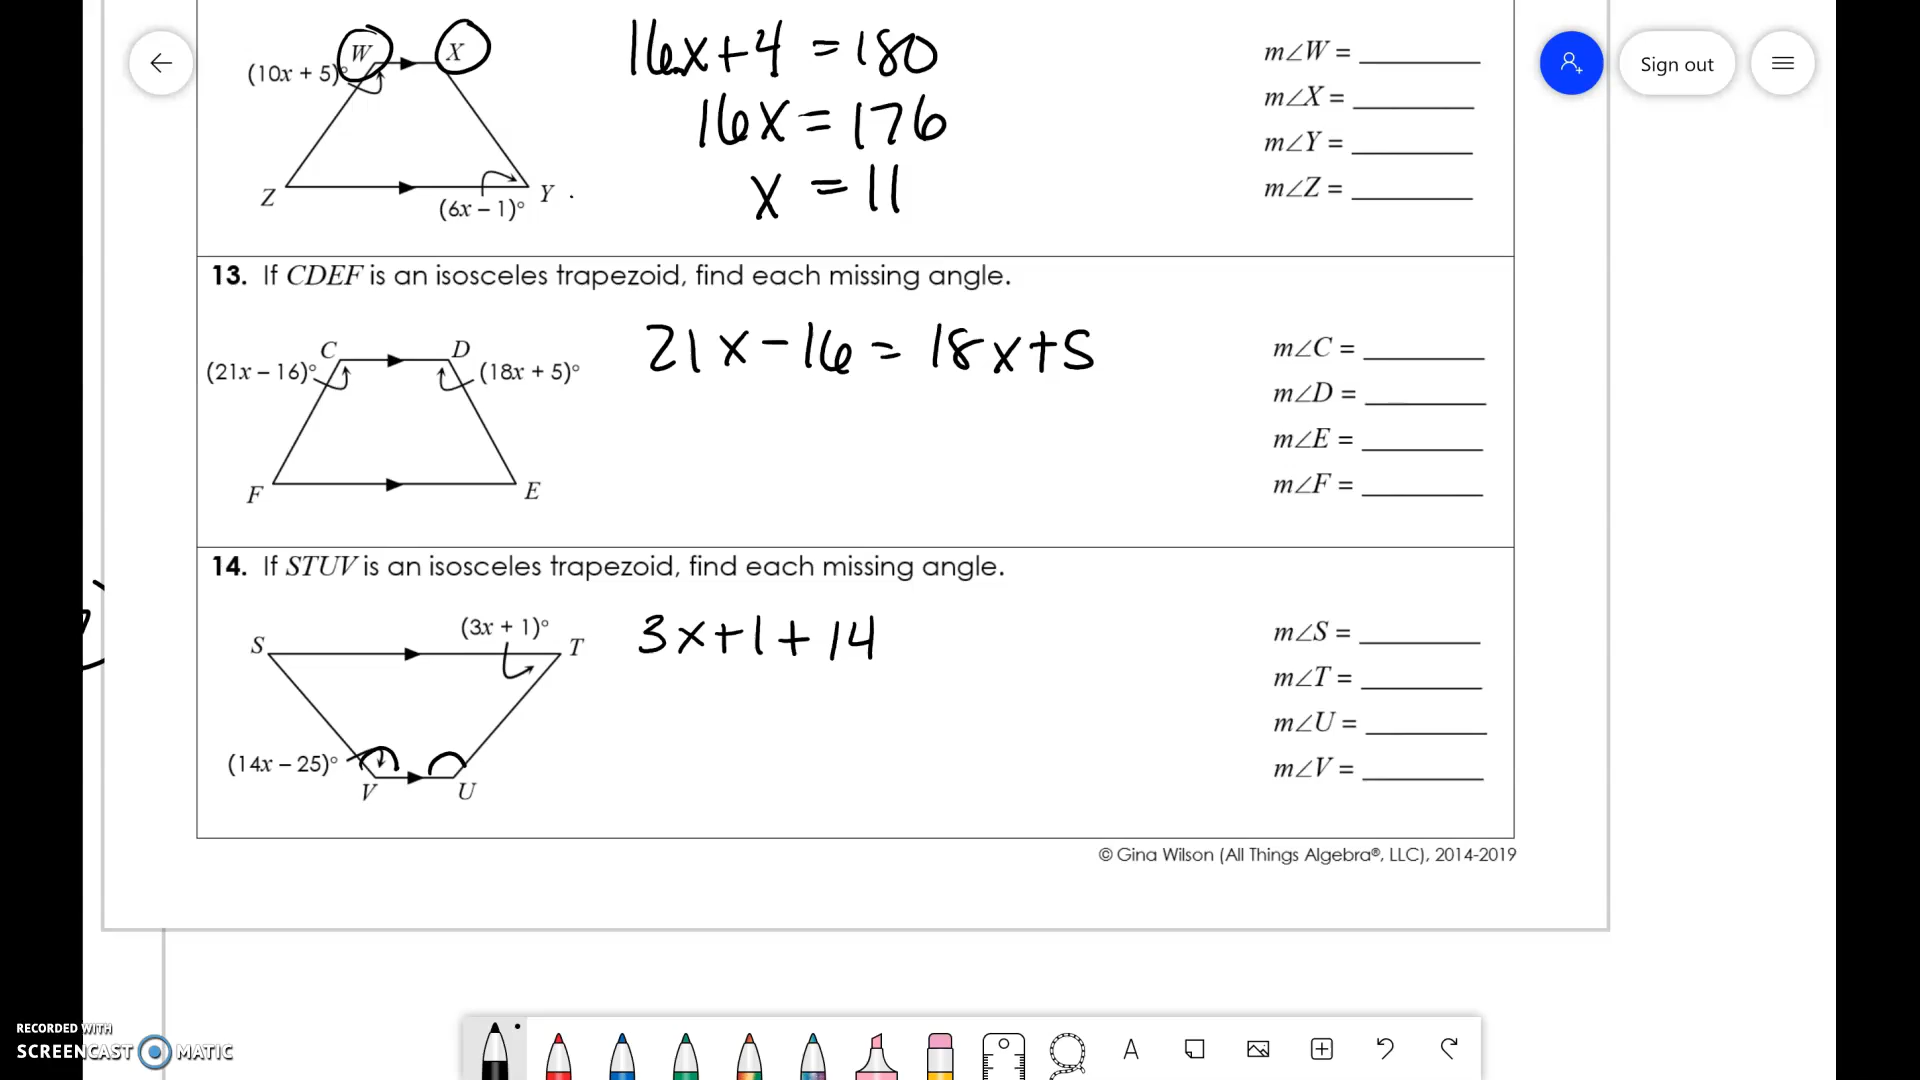 W X
(10x + 5)°
Z Y .
(6x – 1)°
16x+4 = 180
16x = 176
x = 11
m∠W = ________
m∠X = ________
m∠Y = ________
m∠Z = ________
Sign out
13. If CDEF is an isosceles trapezoid, find each missing angle.
C D
(21x – 16)° (18x + 5)°
F E
21x-16 = 18x+5
m∠C = ________
m∠D = ________
m∠E = ________
m∠F = ________
14. If STUV is an isosceles trapezoid, find each missing angle.
(3x + 1)°
S T
(14x – 25)°
V U
3x+1+14
m∠S = ________
m∠T = ________
m∠U = ________
m∠V = ________
© Gina Wilson (All Things Algebra®, LLC), 2014-2019
RECORDED WITH
SCREENCAST MATIC
A